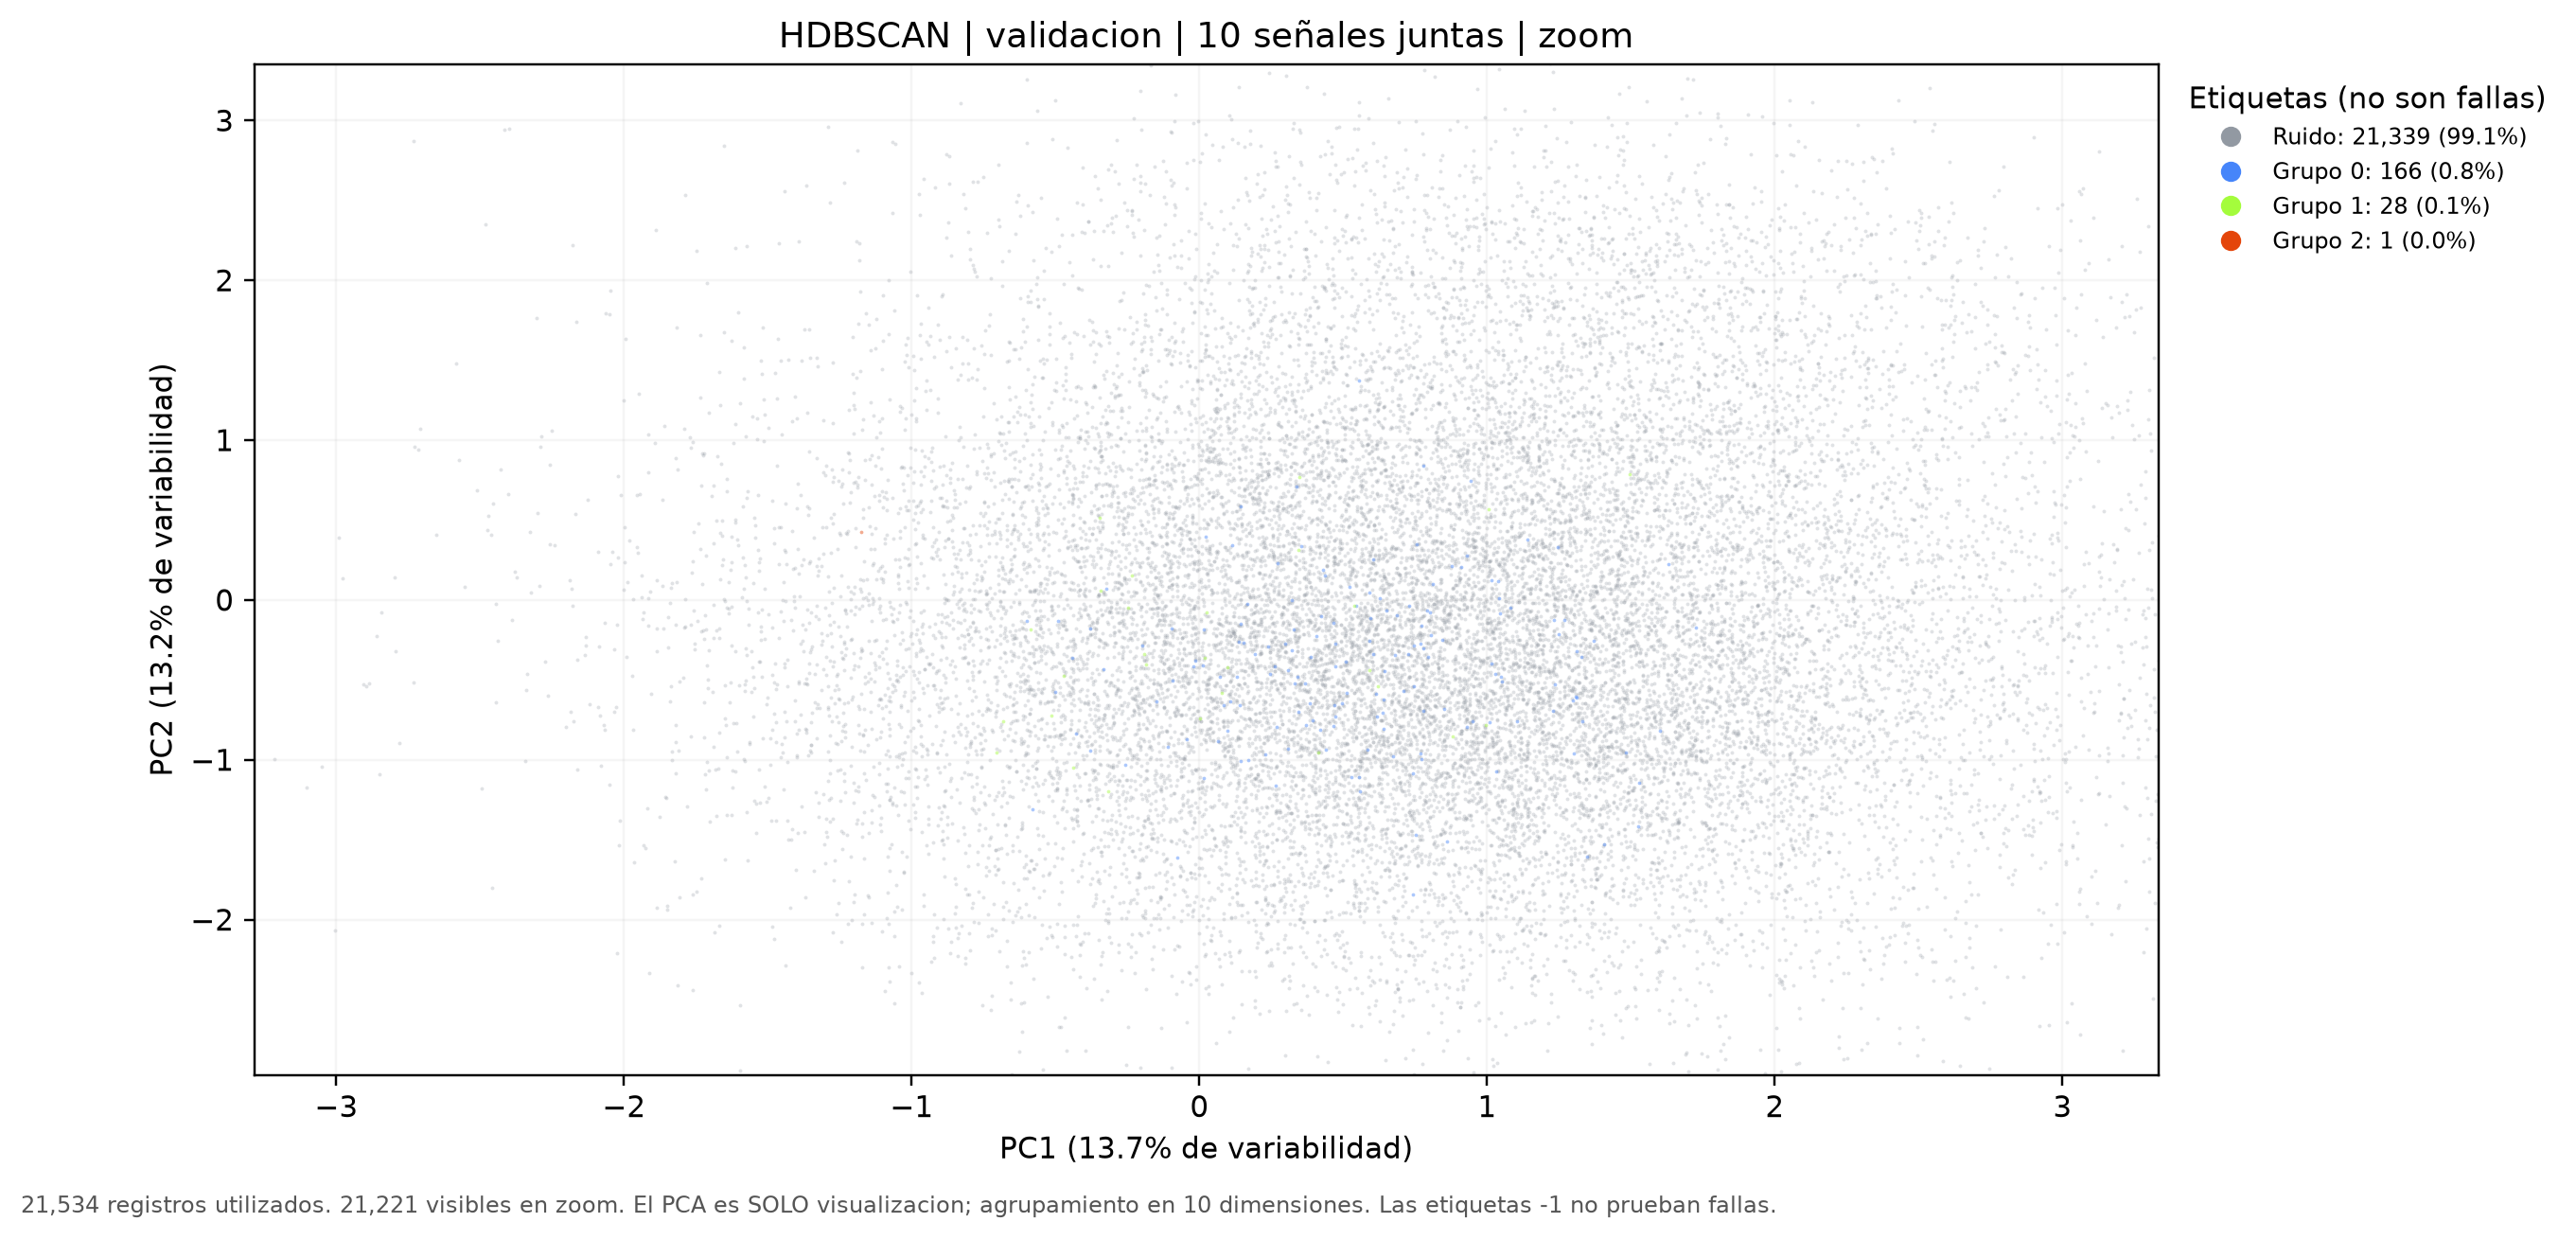 HDBSCAN | validacion | 10 señales juntas | zoom
Etiquetas (no son fallas)
Ruido: 21,339 (99.1%)
Grupo 0: 166 (0.8%)
Grupo 1: 28 (0.1%)
Grupo 2: 1 (0.0%)
PC2 (13.2% de variabilidad)
3
2
1
0
−1
−2
−3 −2 −1 0 1 2 3
PC1 (13.7% de variabilidad)
21,534 registros utilizados. 21,221 visibles en zoom. El PCA es SOLO visualizacion; agrupamiento en 10 dimensiones. Las etiquetas -1 no prueban fallas.